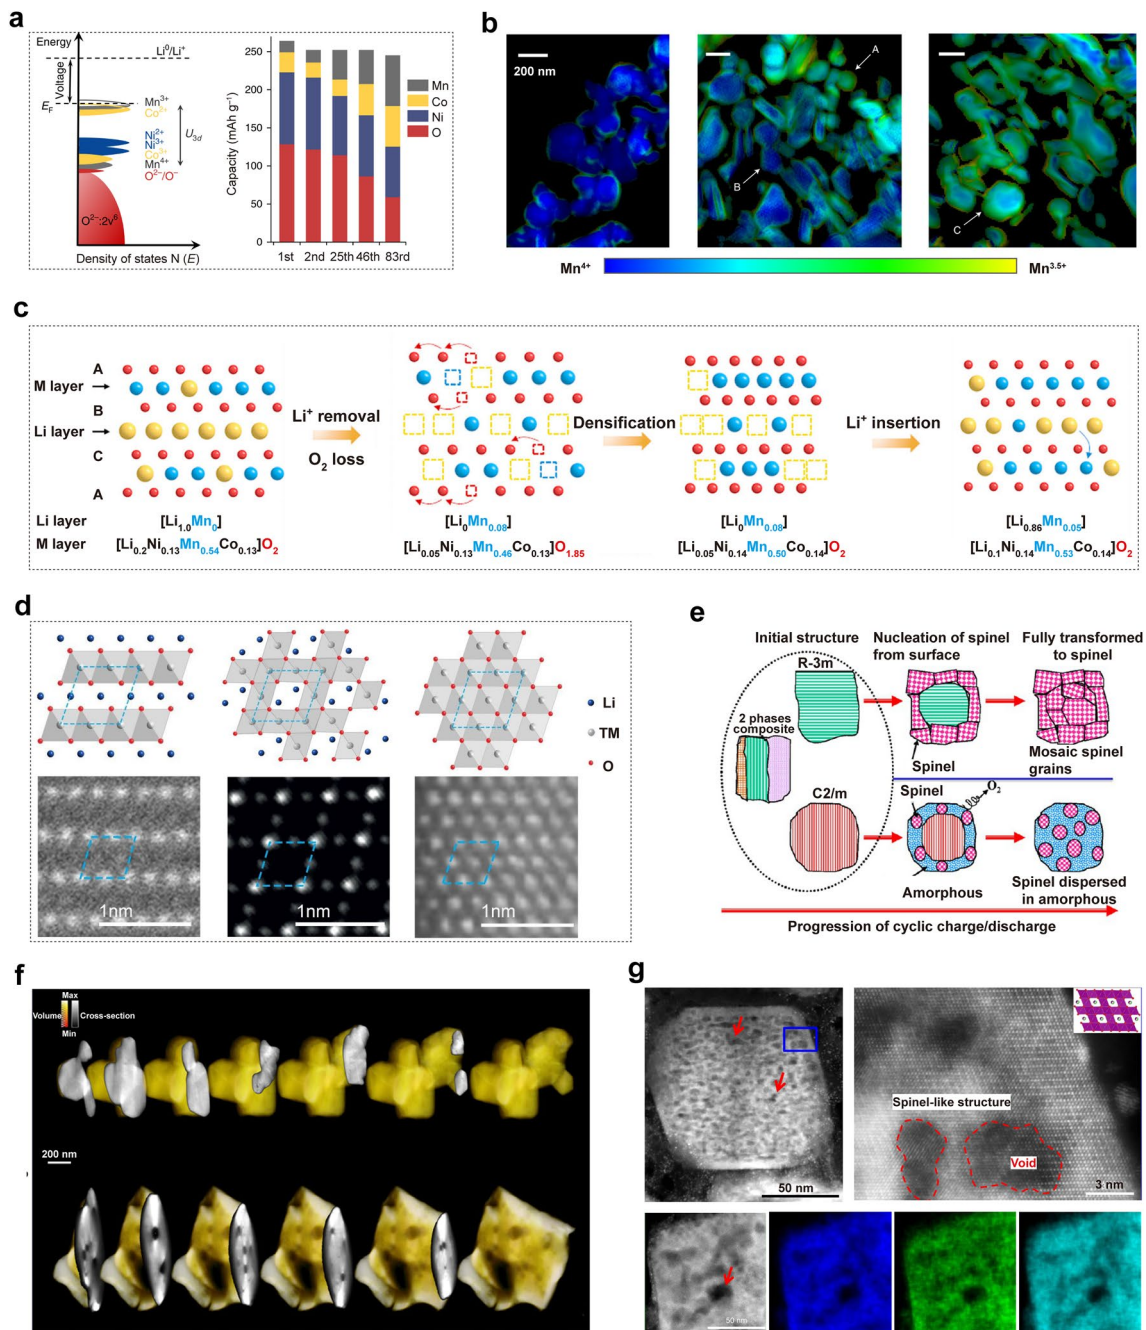 a
Energy
Li⁰/Li⁺
Voltage
E_F
Mn³⁺
Co²⁺
U_3d
Ni²⁺
Ni³⁺
Co³⁺
Mn⁴⁺
O²⁻/O⁻
O²⁻:2v⁶
Density of states N (E)
Capacity (mAh g⁻¹)
250
200
150
100
50
0
1st 2nd 25th 46th 83rd
Mn
Co
Ni
O
b
200 nm
A
B
C
Mn⁴⁺
Mn³·⁵⁺
c
A
M layer
B
Li layer
C
A
Li⁺ removal
O₂ loss
Densification
Li⁺ insertion
Li layer
[Li₁.₀Mn₀]
[Li₀Mn₀.₀₈]
[Li₀Mn₀.₀₈]
[Li₀.₈₆Mn₀.₀₅]
M layer
[Li₀.₂Ni₀.₁₃Mn₀.₅₄Co₀.₁₃]O₂
[Li₀.₀₅Ni₀.₁₃Mn₀.₄₆Co₀.₁₃]O₁.₈₅
[Li₀.₀₅Ni₀.₁₄Mn₀.₅₀Co₀.₁₄]O₂
[Li₀.₁Ni₀.₁₄Mn₀.₅₃Co₀.₁₄]O₂
d
Li
TM
O
1nm
1nm
1nm
e
Initial structure
Nucleation of spinel
from surface
Fully transformed
to spinel
R-3m
2 phases
composite
Spinel
Mosaic spinel
grains
C2/m
Spinel
O₂
Amorphous
Spinel dispersed
in amorphous
Progression of cyclic charge/discharge
f
Max
Volume
Cross-section
Min
200 nm
g
50 nm
Spinel-like structure
Void
3 nm
50 nm